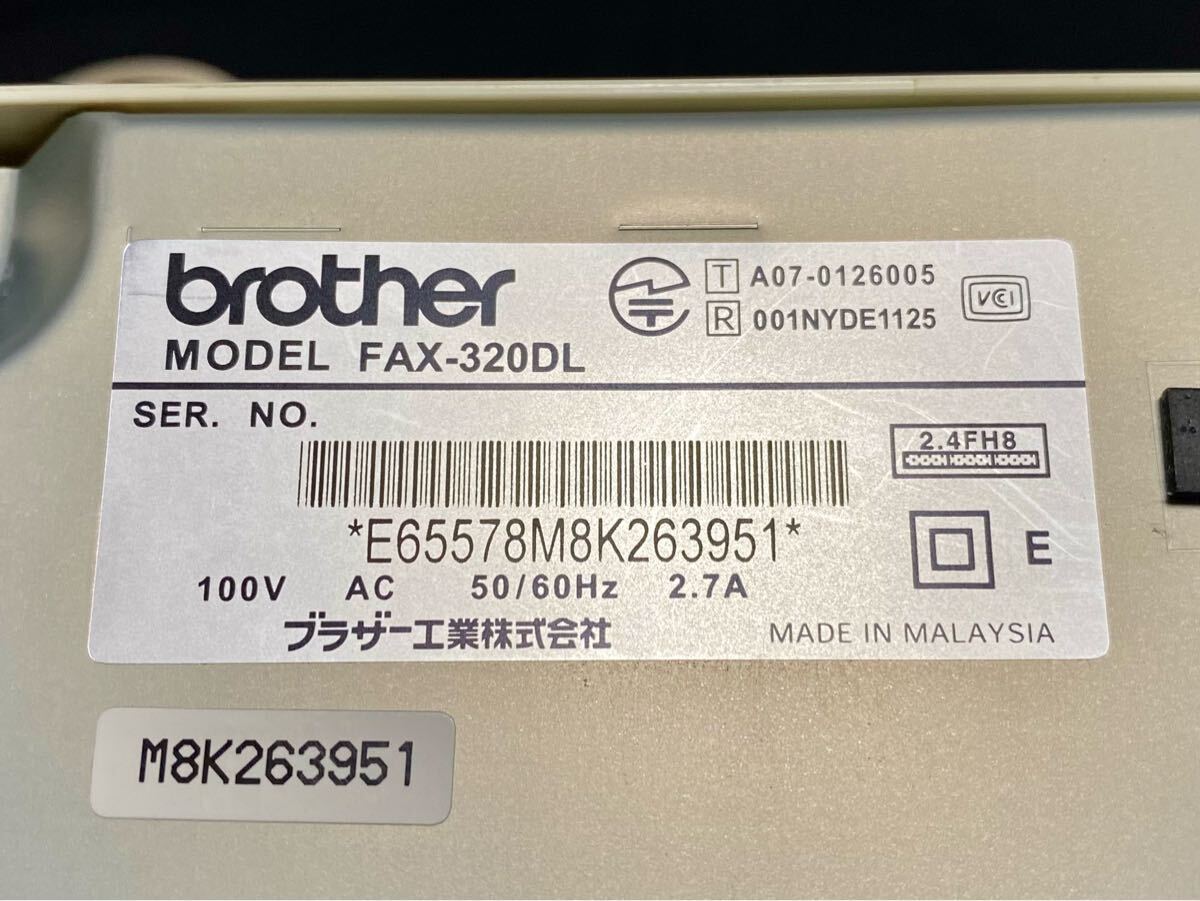 brother
MODEL FAX-320DL
T A07-0126005
R 001NYDE1125
VCCI
SER. NO.
2.4FH8
*E65578M8K263951*
E
100V AC 50/60Hz 2.7A
ブラザー工業株式会社
MADE IN MALAYSIA
M8K263951